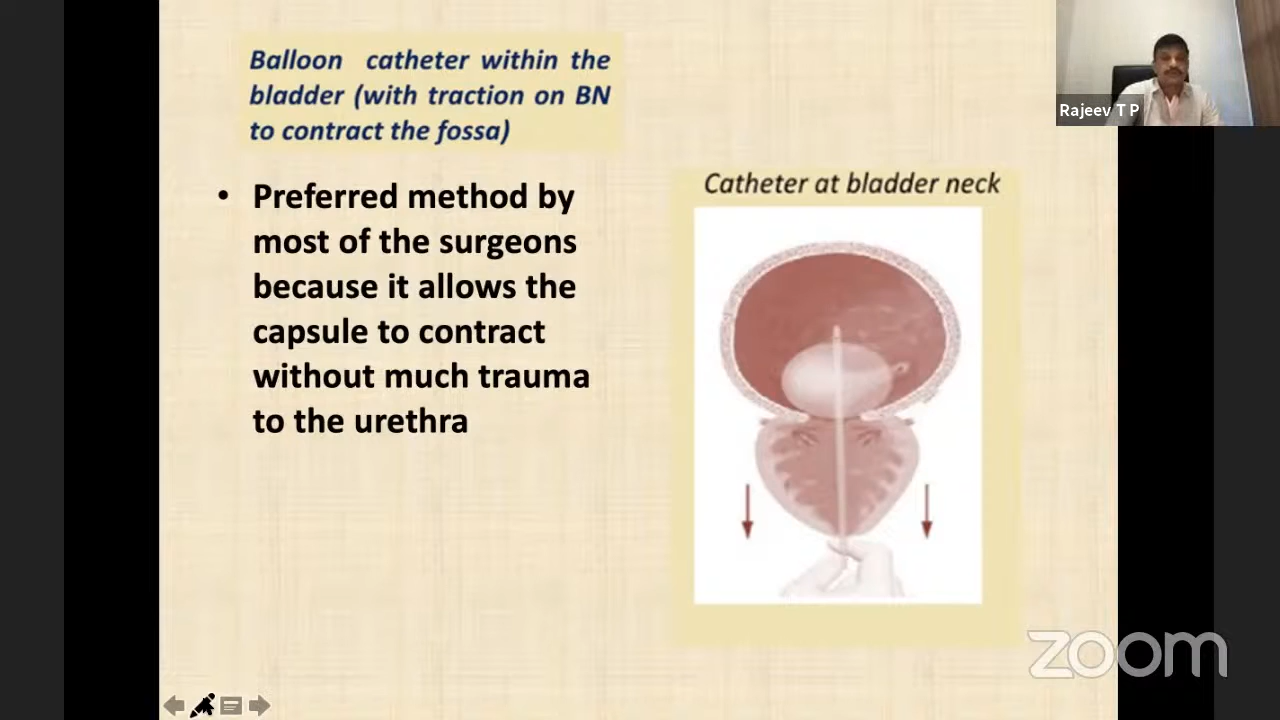 Balloon catheter within the
bladder (with traction on BN
to contract the fossa)
• Preferred method by
most of the surgeons
because it allows the
capsule to contract
without much trauma
to the urethra
Catheter at bladder neck
Rajeev T P
zoom